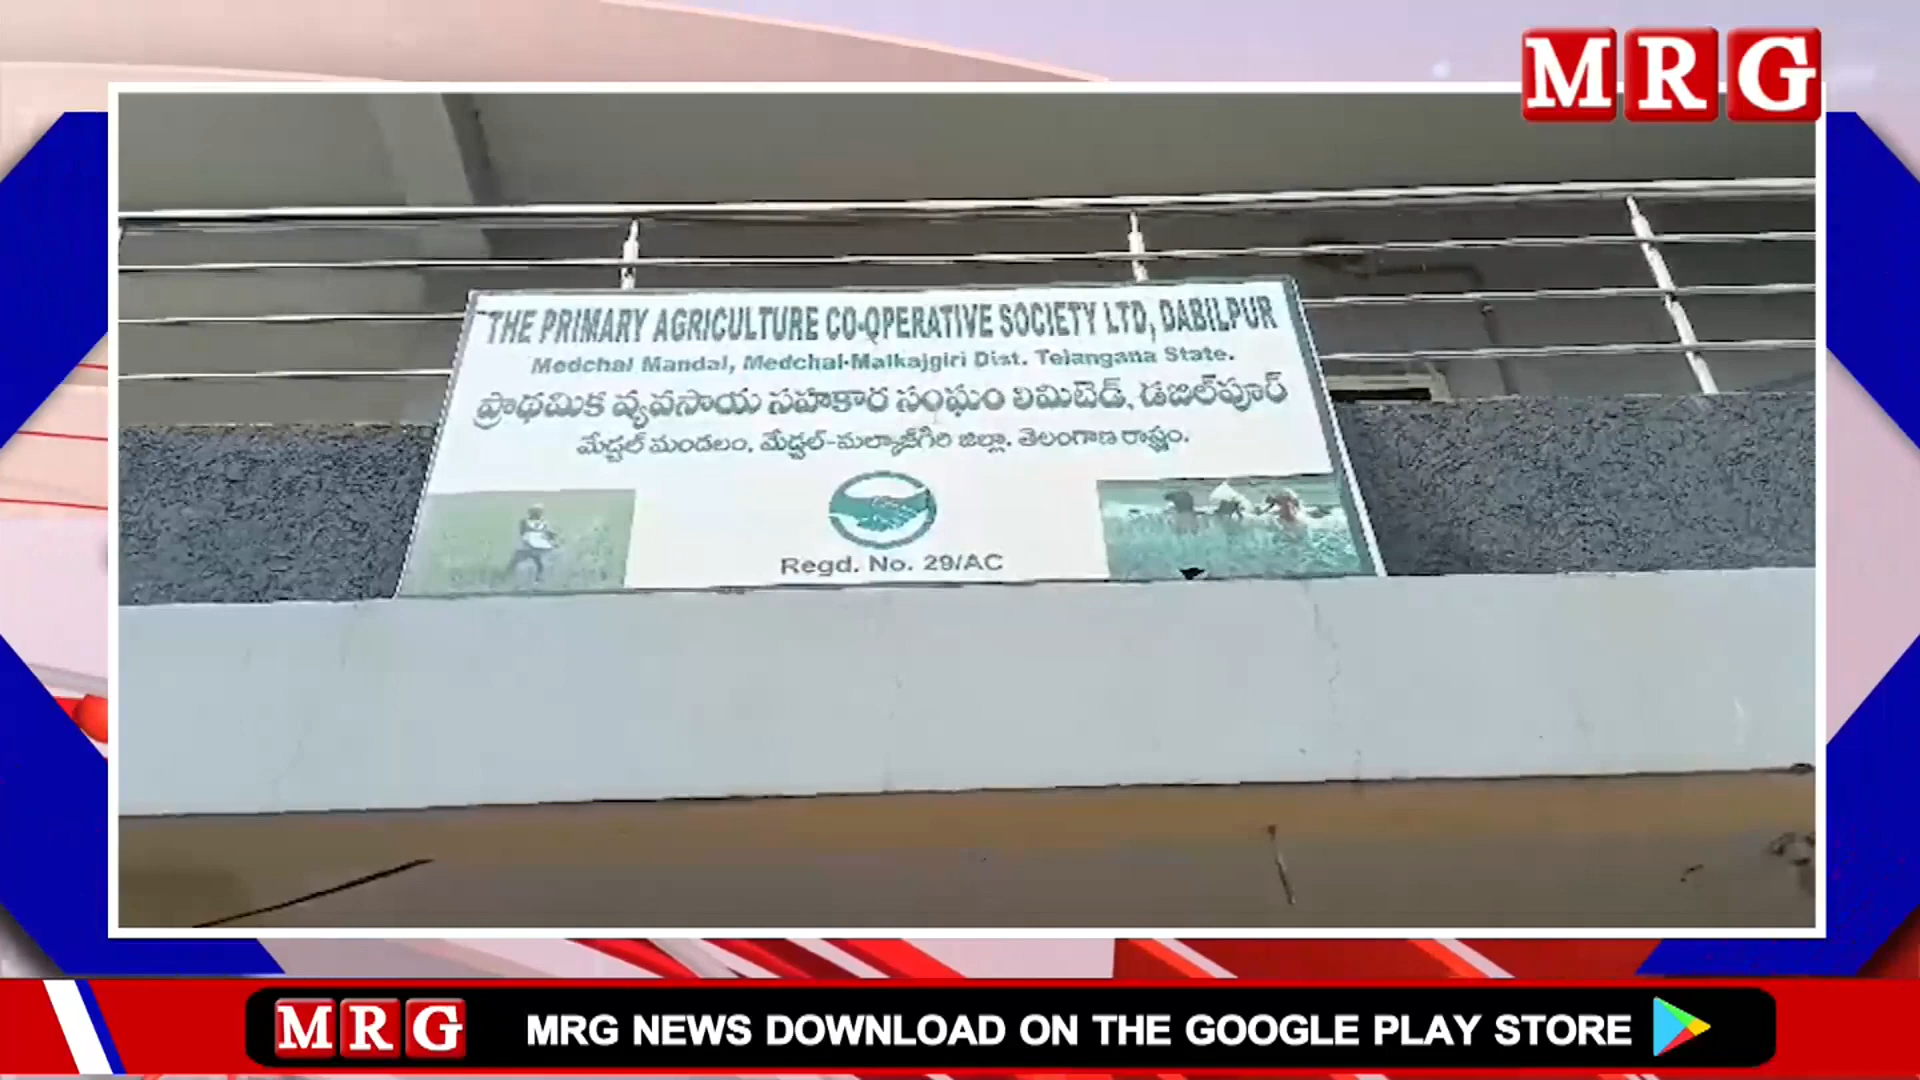 MRG
THE PRIMARY AGRICULTURE CO-OPERATIVE SOCIETY LTD, DABILPUR
Medchal Mandal, Medchal-Malkajgiri Dist. Telangana State.
ప్రాథమిక వ్యవసాయ సహకార సంఘం లిమిటెడ్, డబిల్‌పూర్
మేడ్చల్ మండలం, మేడ్చల్-మల్కాజ్‌గిరి జిల్లా, తెలంగాణ రాష్ట్రం.
Regd. No. 29/AC
MRG MRG NEWS DOWNLOAD ON THE GOOGLE PLAY STORE